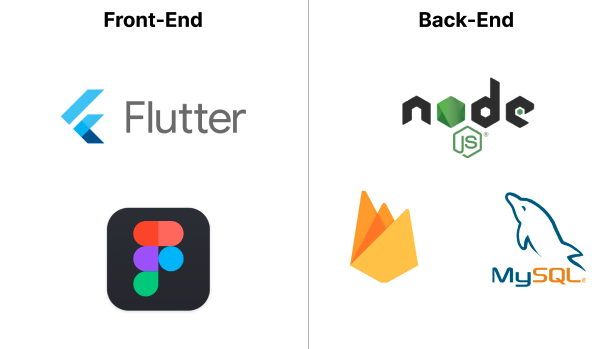 Front-End
Back-End
Flutter
node
JS
MySQL